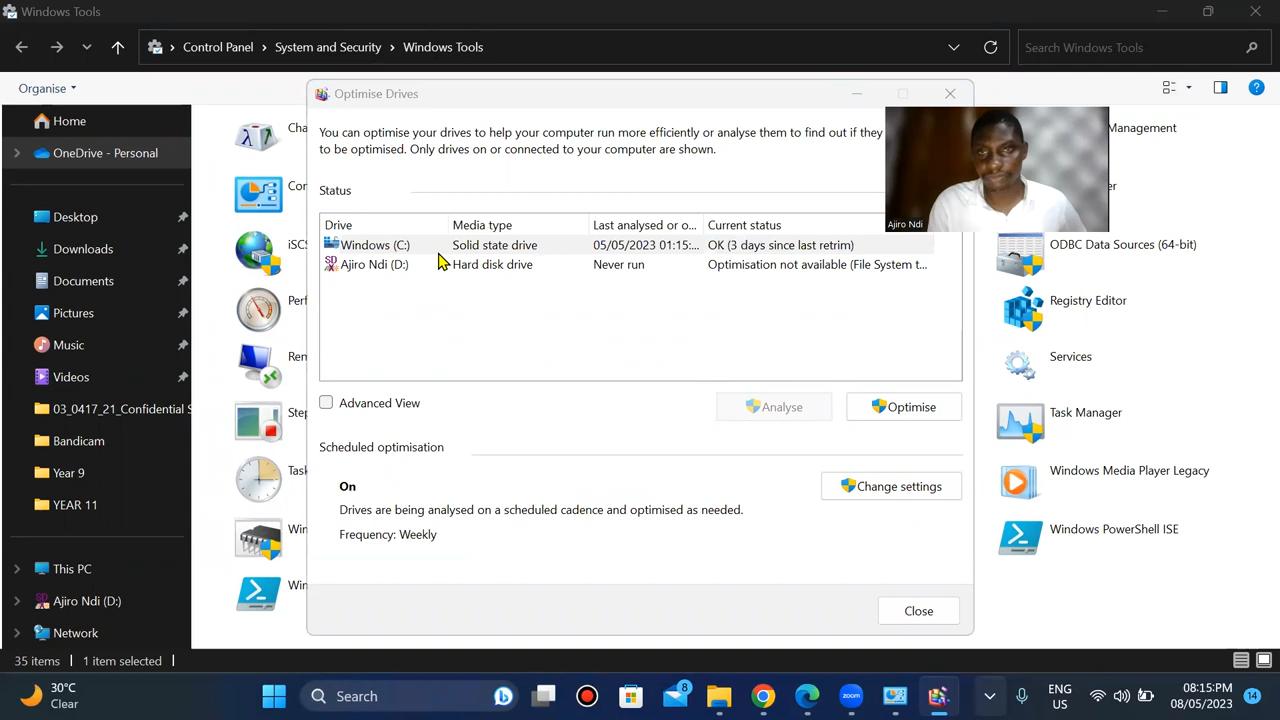 Windows Tools
Control Panel > System and Security > Windows Tools
Search Windows Tools
Organise
Home
OneDrive - Personal
Desktop
Downloads
Documents
Pictures
Music
Videos
03_0417_21_Confidential S
Bandicam
Year 9
YEAR 11
This PC
Ajiro Ndi (D:)
Network
Cha
Con
iSC
Perf
Ren
Step
Task
Win
Win
Optimise Drives
You can optimise your drives to help your computer run more efficiently or analyse them to find out if they
to be optimised. Only drives on or connected to your computer are shown.
Status
Drive Media type Last analysed or o... Current status
Windows (C:) Solid state drive 05/05/2023 01:15:... OK (3 days since last retrim)
Ajiro Ndi (D:) Hard disk drive Never run Optimisation not available (File System t...
Advanced View
Analyse
Optimise
Scheduled optimisation
On
Change settings
Drives are being analysed on a scheduled cadence and optimised as needed.
Frequency: Weekly
Close
Ajiro Ndi
Management
er
ODBC Data Sources (64-bit)
Registry Editor
Services
Task Manager
Windows Media Player Legacy
Windows PowerShell ISE
35 items 1 item selected
30°C
Clear
Search
8
zoom
ENG
US
08:15:PM
08/05/2023
14